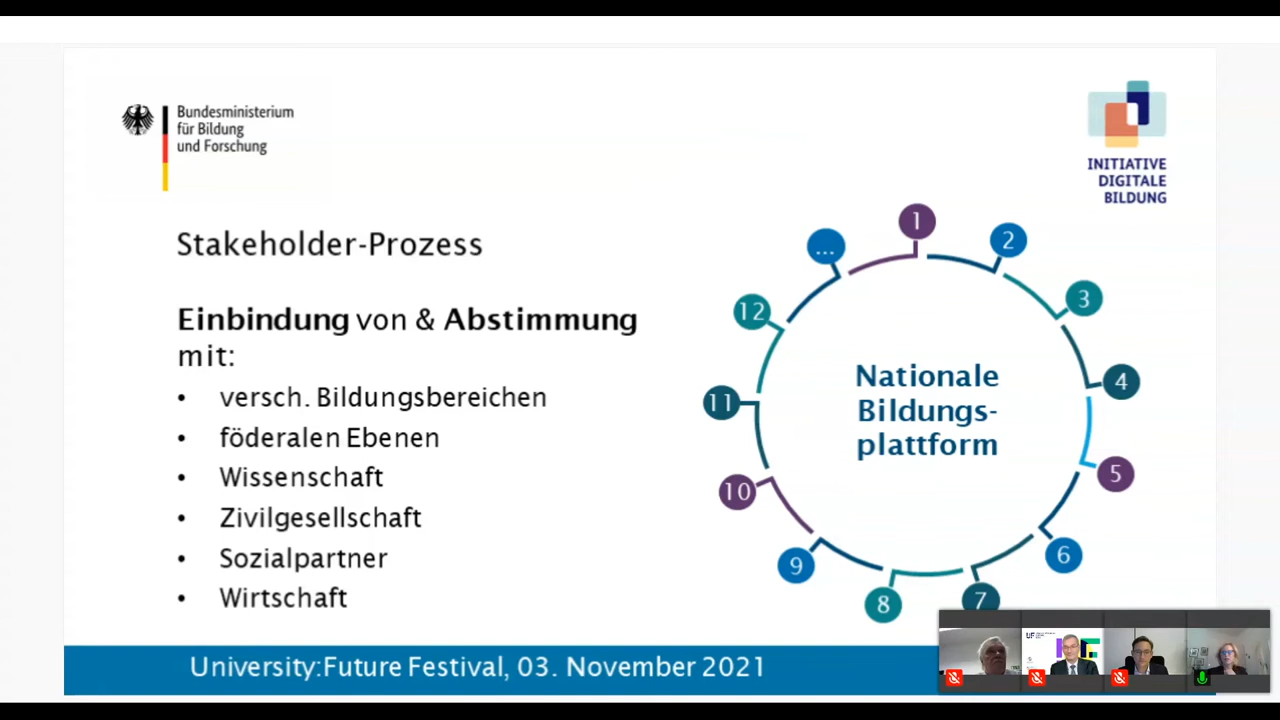 Bundesministerium
für Bildung
und Forschung
INITIATIVE
DIGITALE
BILDUNG
Stakeholder-Prozess
Einbindung von & Abstimmung
mit:
• versch. Bildungsbereichen
• föderalen Ebenen
• Wissenschaft
• Zivilgesellschaft
• Sozialpartner
• Wirtschaft
1
2
3
4
5
6
7
8
9
10
11
12
...
Nationale
Bildungs-
plattform
University:Future Festival, 03. November 2021